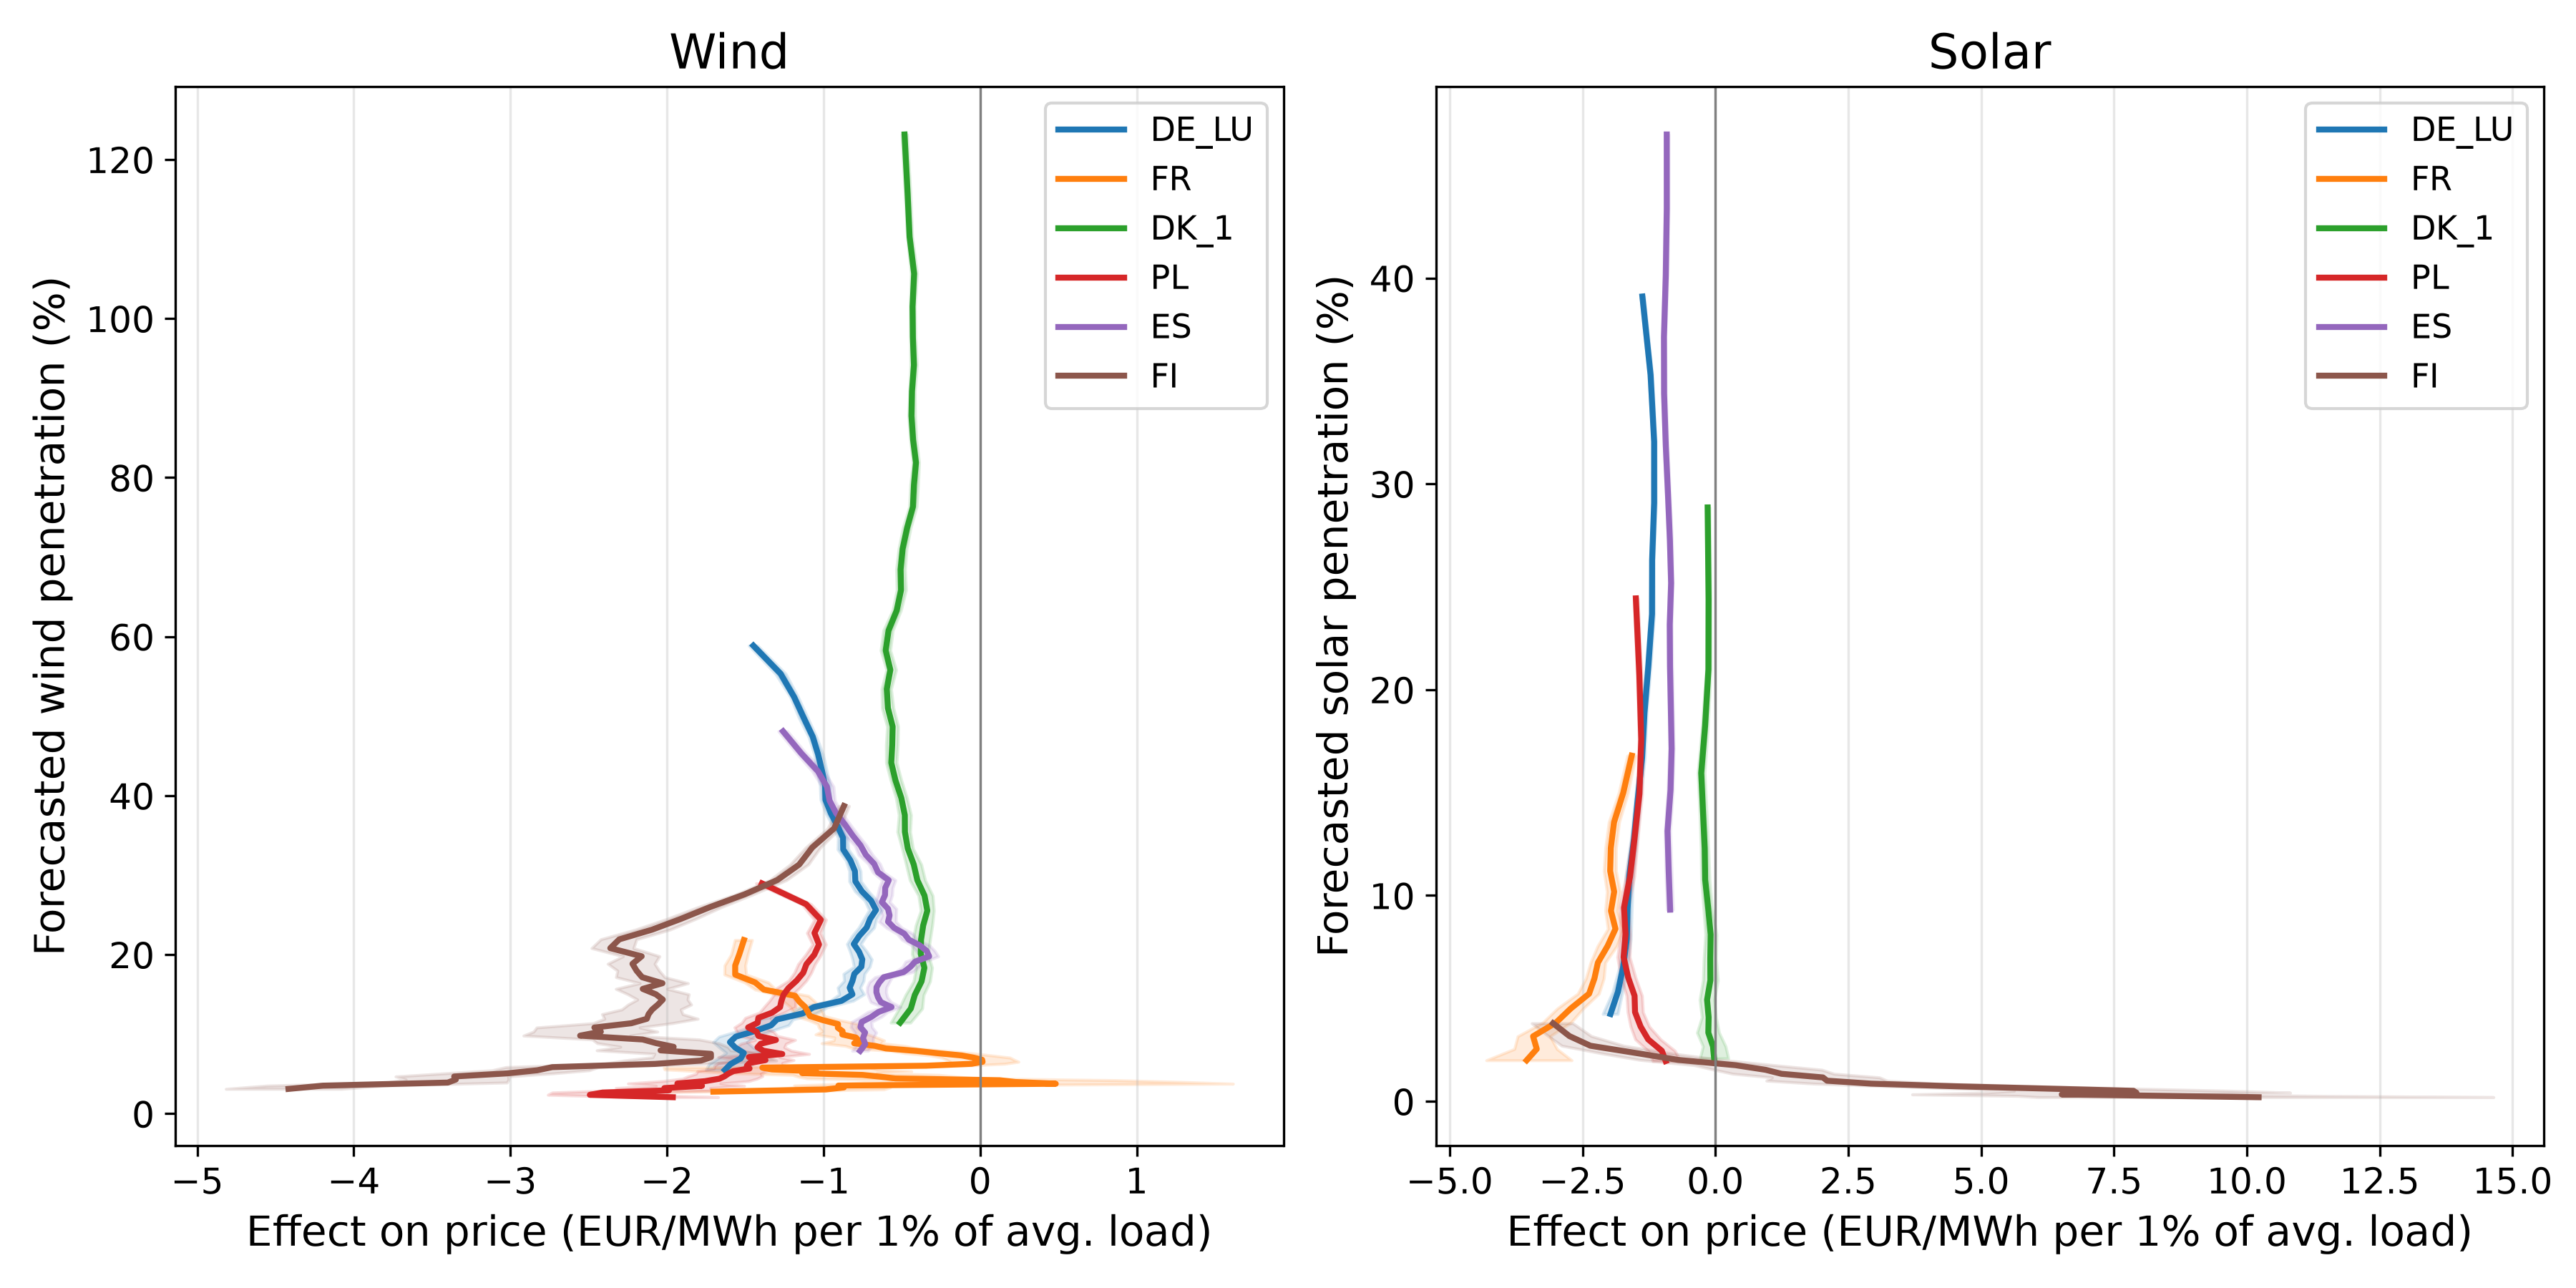 Wind
Forecasted wind penetration (%)
120
100
80
60
40
20
0
−5
−4
−3
−2
−1
0
1
Effect on price (EUR/MWh per 1% of avg. load)
DE_LU
FR
DK_1
PL
ES
FI
Solar
Forecasted solar penetration (%)
40
30
20
10
0
−5.0
−2.5
0.0
2.5
5.0
7.5
10.0
12.5
15.0
Effect on price (EUR/MWh per 1% of avg. load)
DE_LU
FR
DK_1
PL
ES
FI